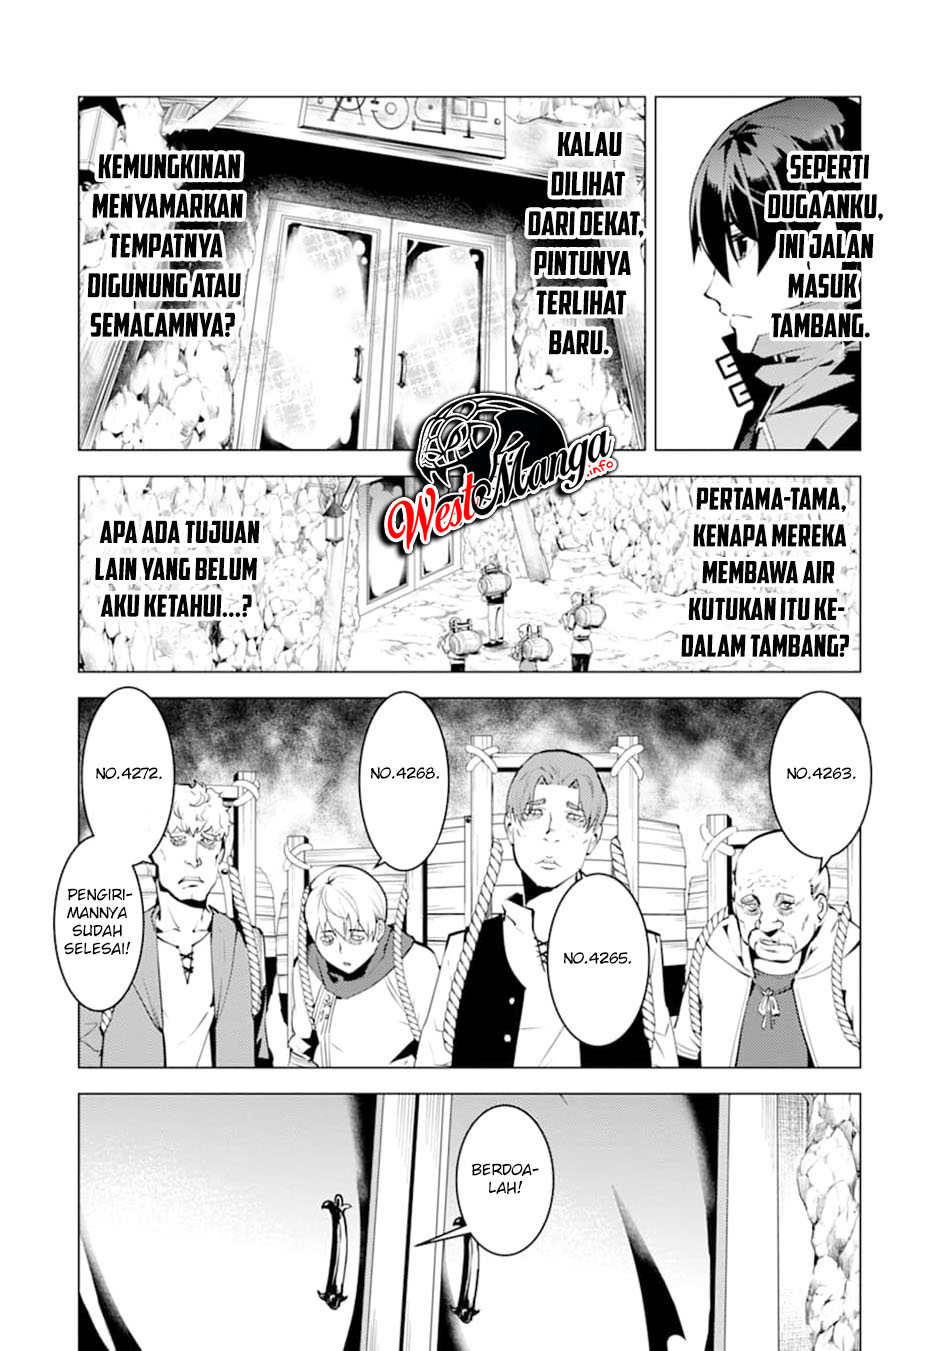 SEPERTI
DUGAANKU,
INI JALAN
MASUK
TAMBANG.
KALAU
DILIHAT
DARI DEKAT,
PINTUNYA
TERLIHAT
BARU.
KEMUNGKINAN
MENYAMARKAN
TEMPATNYA
DIGUNUNG ATAU
SEMACAMNYA?
WestManga
.info
PERTAMA-TAMA,
KENAPA MEREKA
MEMBAWA AIR
KUTUKAN ITU KE-
DALAM TAMBANG?
APA ADA TUJUAN
LAIN YANG BELUM
AKU KETAHUI...?
NO.4263.
NO.4265.
NO.4268.
NO.4272.
PENGIRI-
MANNYA
SUDAH
SELESAI!
BERDOA-
LAH!